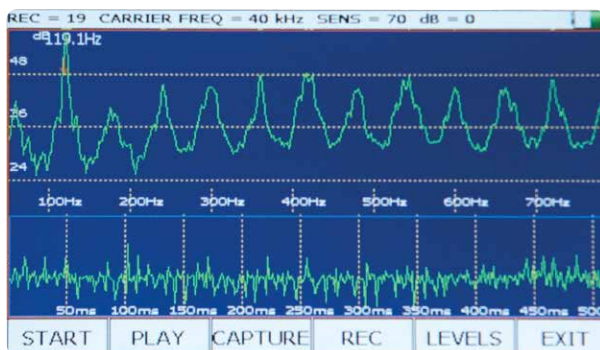 REC = 19 CARRIER FREQ = 40 kHz SENS = 70 dB = 0
dB 119.1Hz
48
36
24
100Hz 200Hz 300Hz 400Hz 500Hz 600Hz 700Hz
50ms 100ms 150ms 200ms 250ms 300ms 350ms 400ms 450ms 500
START PLAY CAPTURE REC LEVELS EXIT